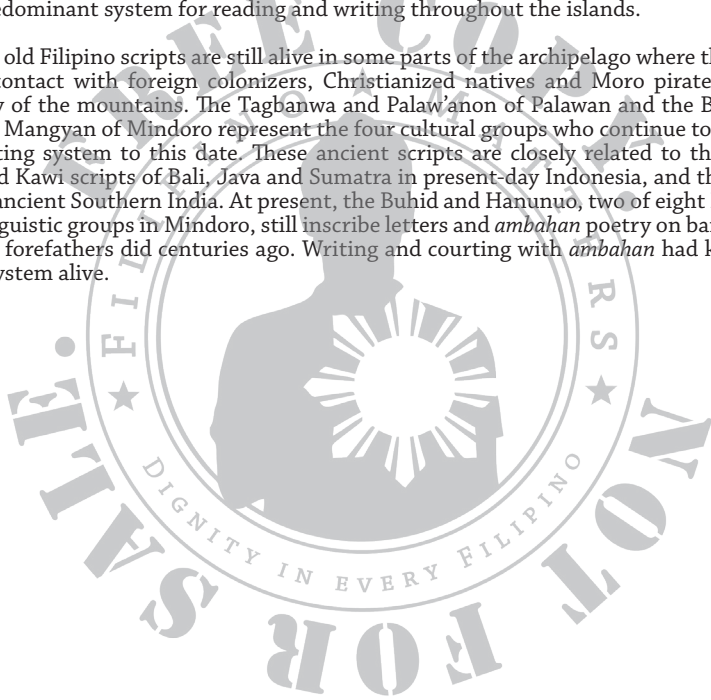 edominant system for reading and writing throughout the islands.
old Filipino scripts are still alive in some parts of the archipelago where th
contact with foreign colonizers, Christianized natives and Moro pirate
y of the mountains. The Tagbanwa and Palaw'anon of Palawan and the B
Mangyan of Mindoro represent the four cultural groups who continue to
ting system to this date. These ancient scripts are closely related to th
d Kawi scripts of Bali, Java and Sumatra in present-day Indonesia, and th
ancient Southern India. At present, the Buhid and Hanunuo, two of eight
guistic groups in Mindoro, still inscribe letters and ambahan poetry on ba
forefathers did centuries ago. Writing and courting with ambahan had k
ystem alive.
FREE COPY
FILIPINO MATTERS
DIGNITY IN EVERY FILIPINO
NOT FOR SALE